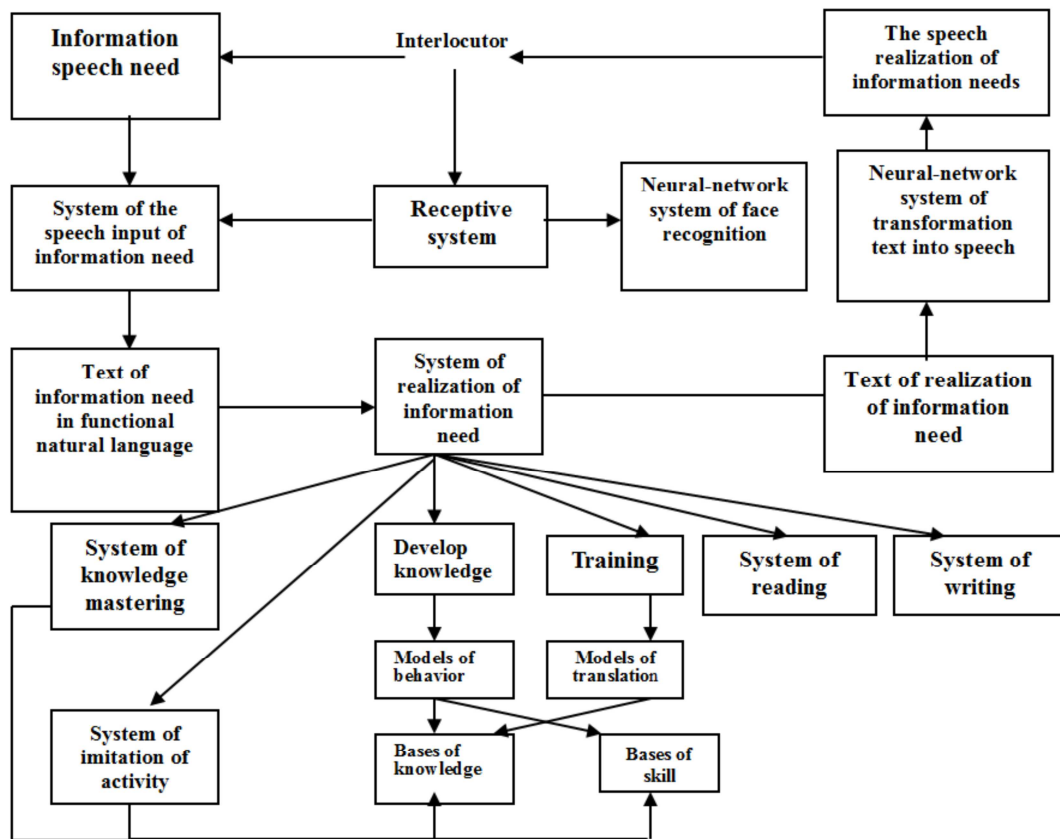 Information
speech need
Interlocutor
The speech
realization of
information needs
System of the
speech input of
information need
Receptive
system
Neural-network
system of face
recognition
Neural-network
system of
transformation
text into speech
Text of
information need
in functional
natural language
System of
realization of
information
need
Text of realization
of information
need
System of
knowledge
mastering
Develop
knowledge
Training
System of
reading
System of
writing
Models of
behavior
Models of
translation
System of
imitation of
activity
Bases of
knowledge
Bases of
skill